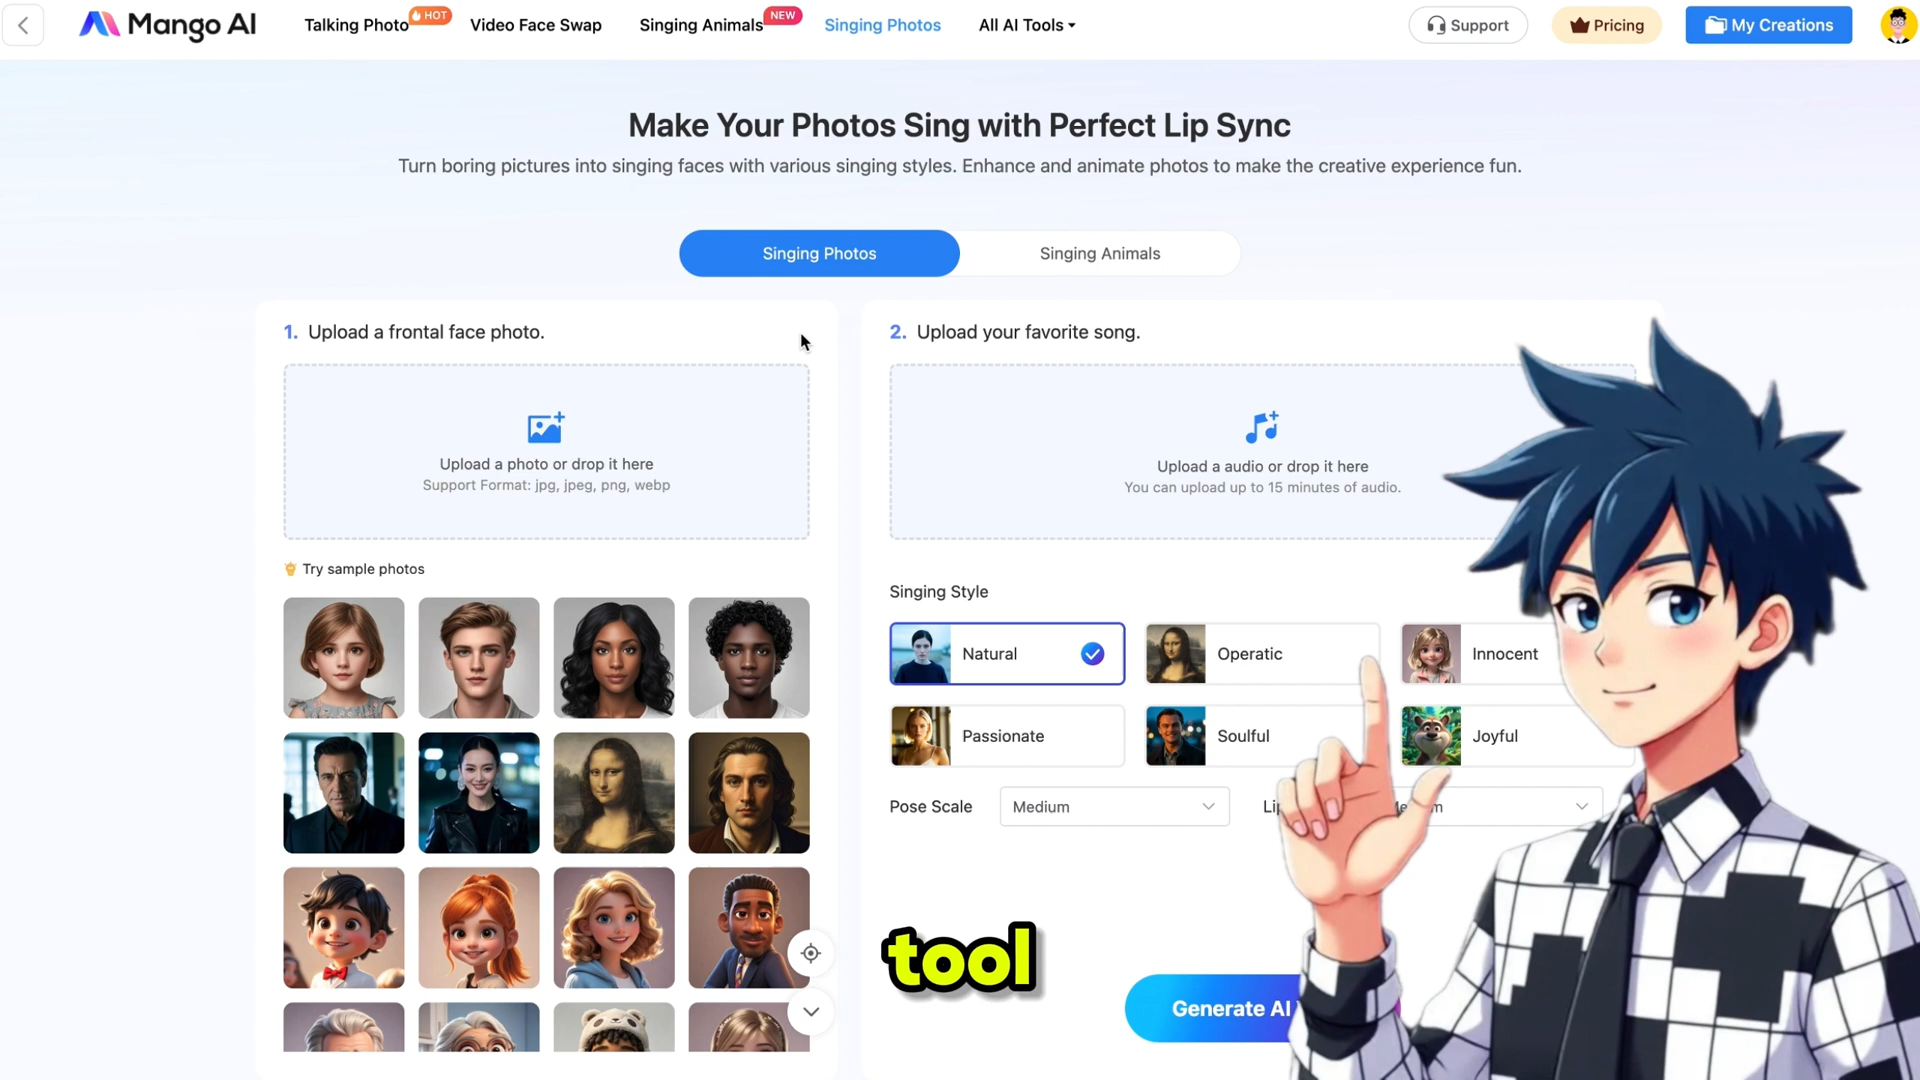 Mango AI
Talking Photo
HOT
Video Face Swap
Singing Animals
NEW
Singing Photos
All AI Tools
Support
Pricing
My Creations
Make Your Photos Sing with Perfect Lip Sync
Turn boring pictures into singing faces with various singing styles. Enhance and animate photos to make the creative experience fun.
Singing Photos
Singing Animals
1. Upload a frontal face photo.
Upload a photo or drop it here
Support Format: jpg, jpeg, png, webp
Try sample photos
2. Upload your favorite song.
Upload a audio or drop it here
You can upload up to 15 minutes of audio.
Singing Style
Natural
Operatic
Innocent
Passionate
Soulful
Joyful
Pose Scale
Medium
tool
Generate AI